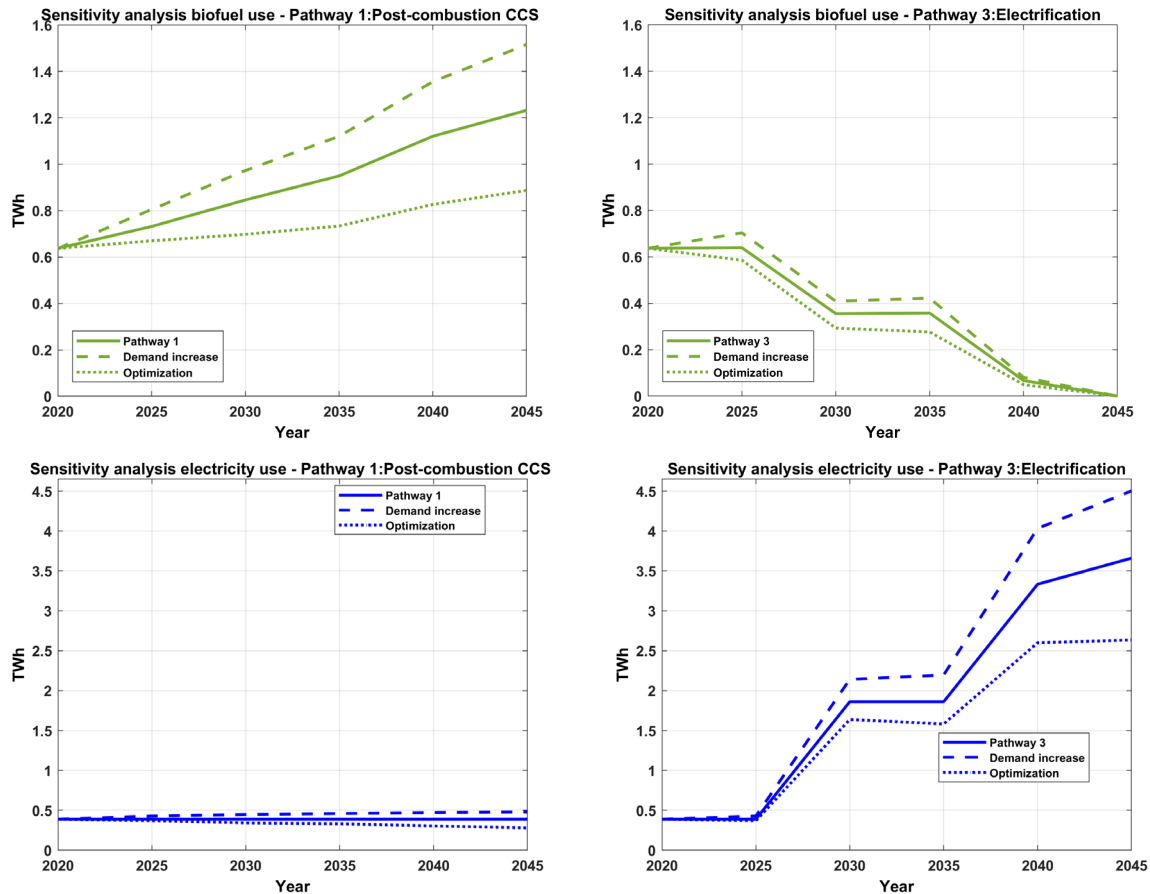 Sensitivity analysis biofuel use - Pathway 1:Post-combustion CCS
1.6
1.4
1.2
1
0.8
0.6
0.4
0.2
0
TWh
Pathway 1
Demand increase
Optimization
2020 2025 2030 2035 2040 2045
Year
Sensitivity analysis biofuel use - Pathway 3:Electrification
1.6
1.4
1.2
1
0.8
0.6
0.4
0.2
0
TWh
Pathway 3
Demand increase
Optimization
2020 2025 2030 2035 2040 2045
Year
Sensitivity analysis electricity use - Pathway 1:Post-combustion CCS
4.5
4
3.5
3
2.5
2
1.5
1
0.5
0
TWh
Pathway 1
Demand increase
Optimization
2020 2025 2030 2035 2040 2045
Year
Sensitivity analysis electricity use - Pathway 3:Electrification
4.5
4
3.5
3
2.5
2
1.5
1
0.5
0
TWh
Pathway 3
Demand increase
Optimization
2020 2025 2030 2035 2040 2045
Year